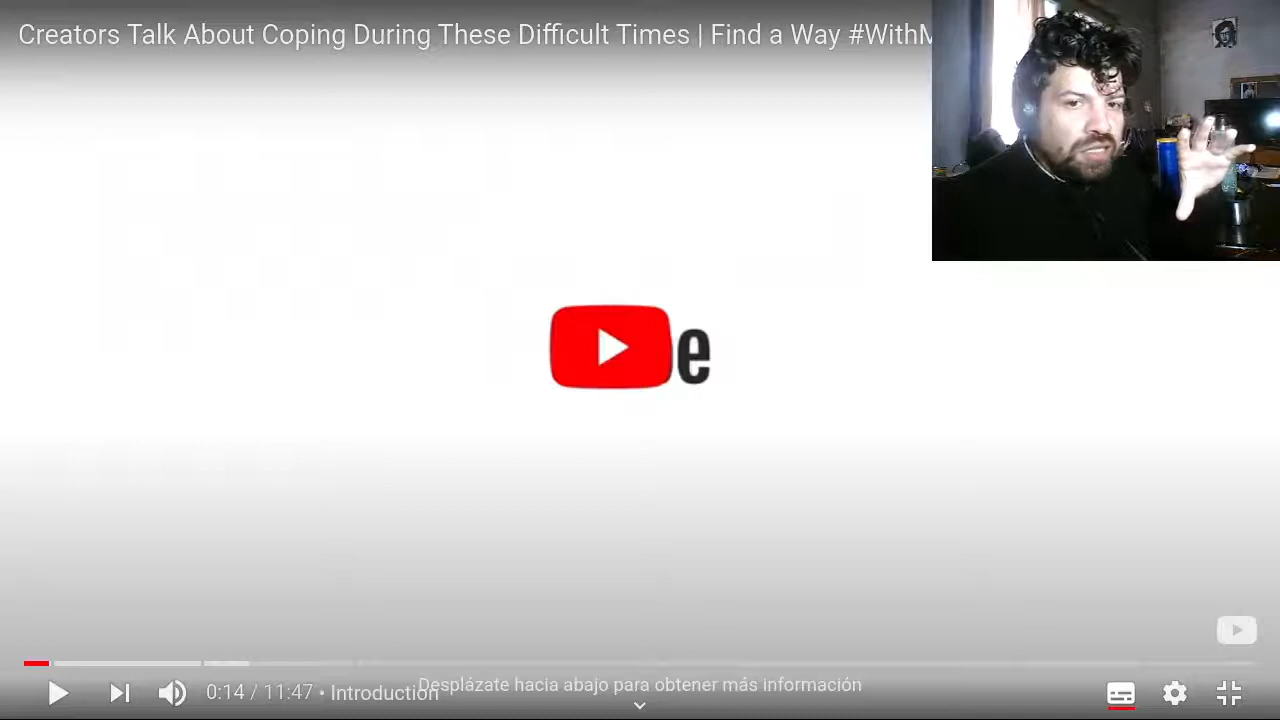 Creators Talk About Coping During These Difficult Times | Find a Way #WithM
e
0:14 / 11:47 • Introduction
Desplázate hacia abajo para obtener más información